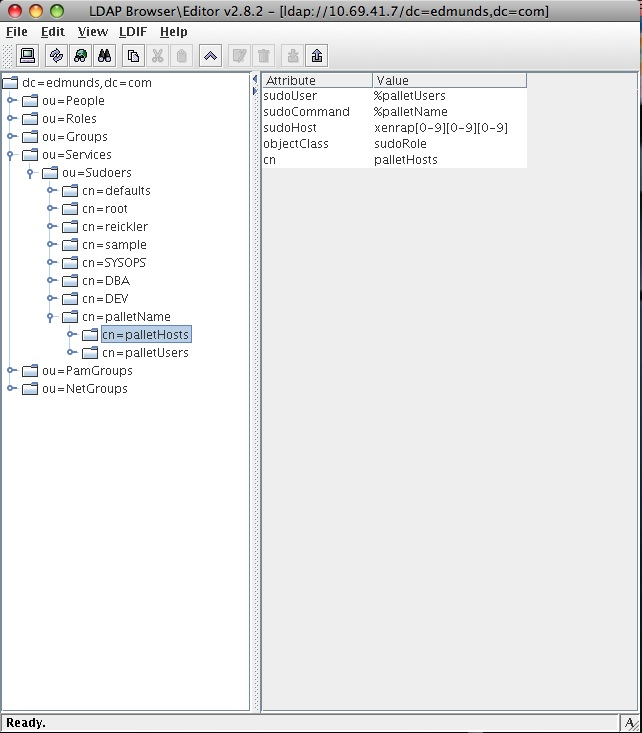 LDAP Browser\Editor v2.8.2 - [ldap://10.69.41.7/dc=edmunds,dc=com]
File Edit View LDIF Help
dc=edmunds,dc=com
ou=People
ou=Roles
ou=Groups
ou=Services
ou=Sudoers
cn=defaults
cn=root
cn=reickler
cn=sample
cn=SYSOPS
cn=DBA
cn=DEV
cn=palletName
cn=palletHosts
cn=palletUsers
ou=PamGroups
ou=NetGroups
Attribute Value
sudoUser %palletUsers
sudoCommand %palletName
sudoHost xenrap[0-9][0-9][0-9]
objectClass sudoRole
cn palletHosts
Ready.
A